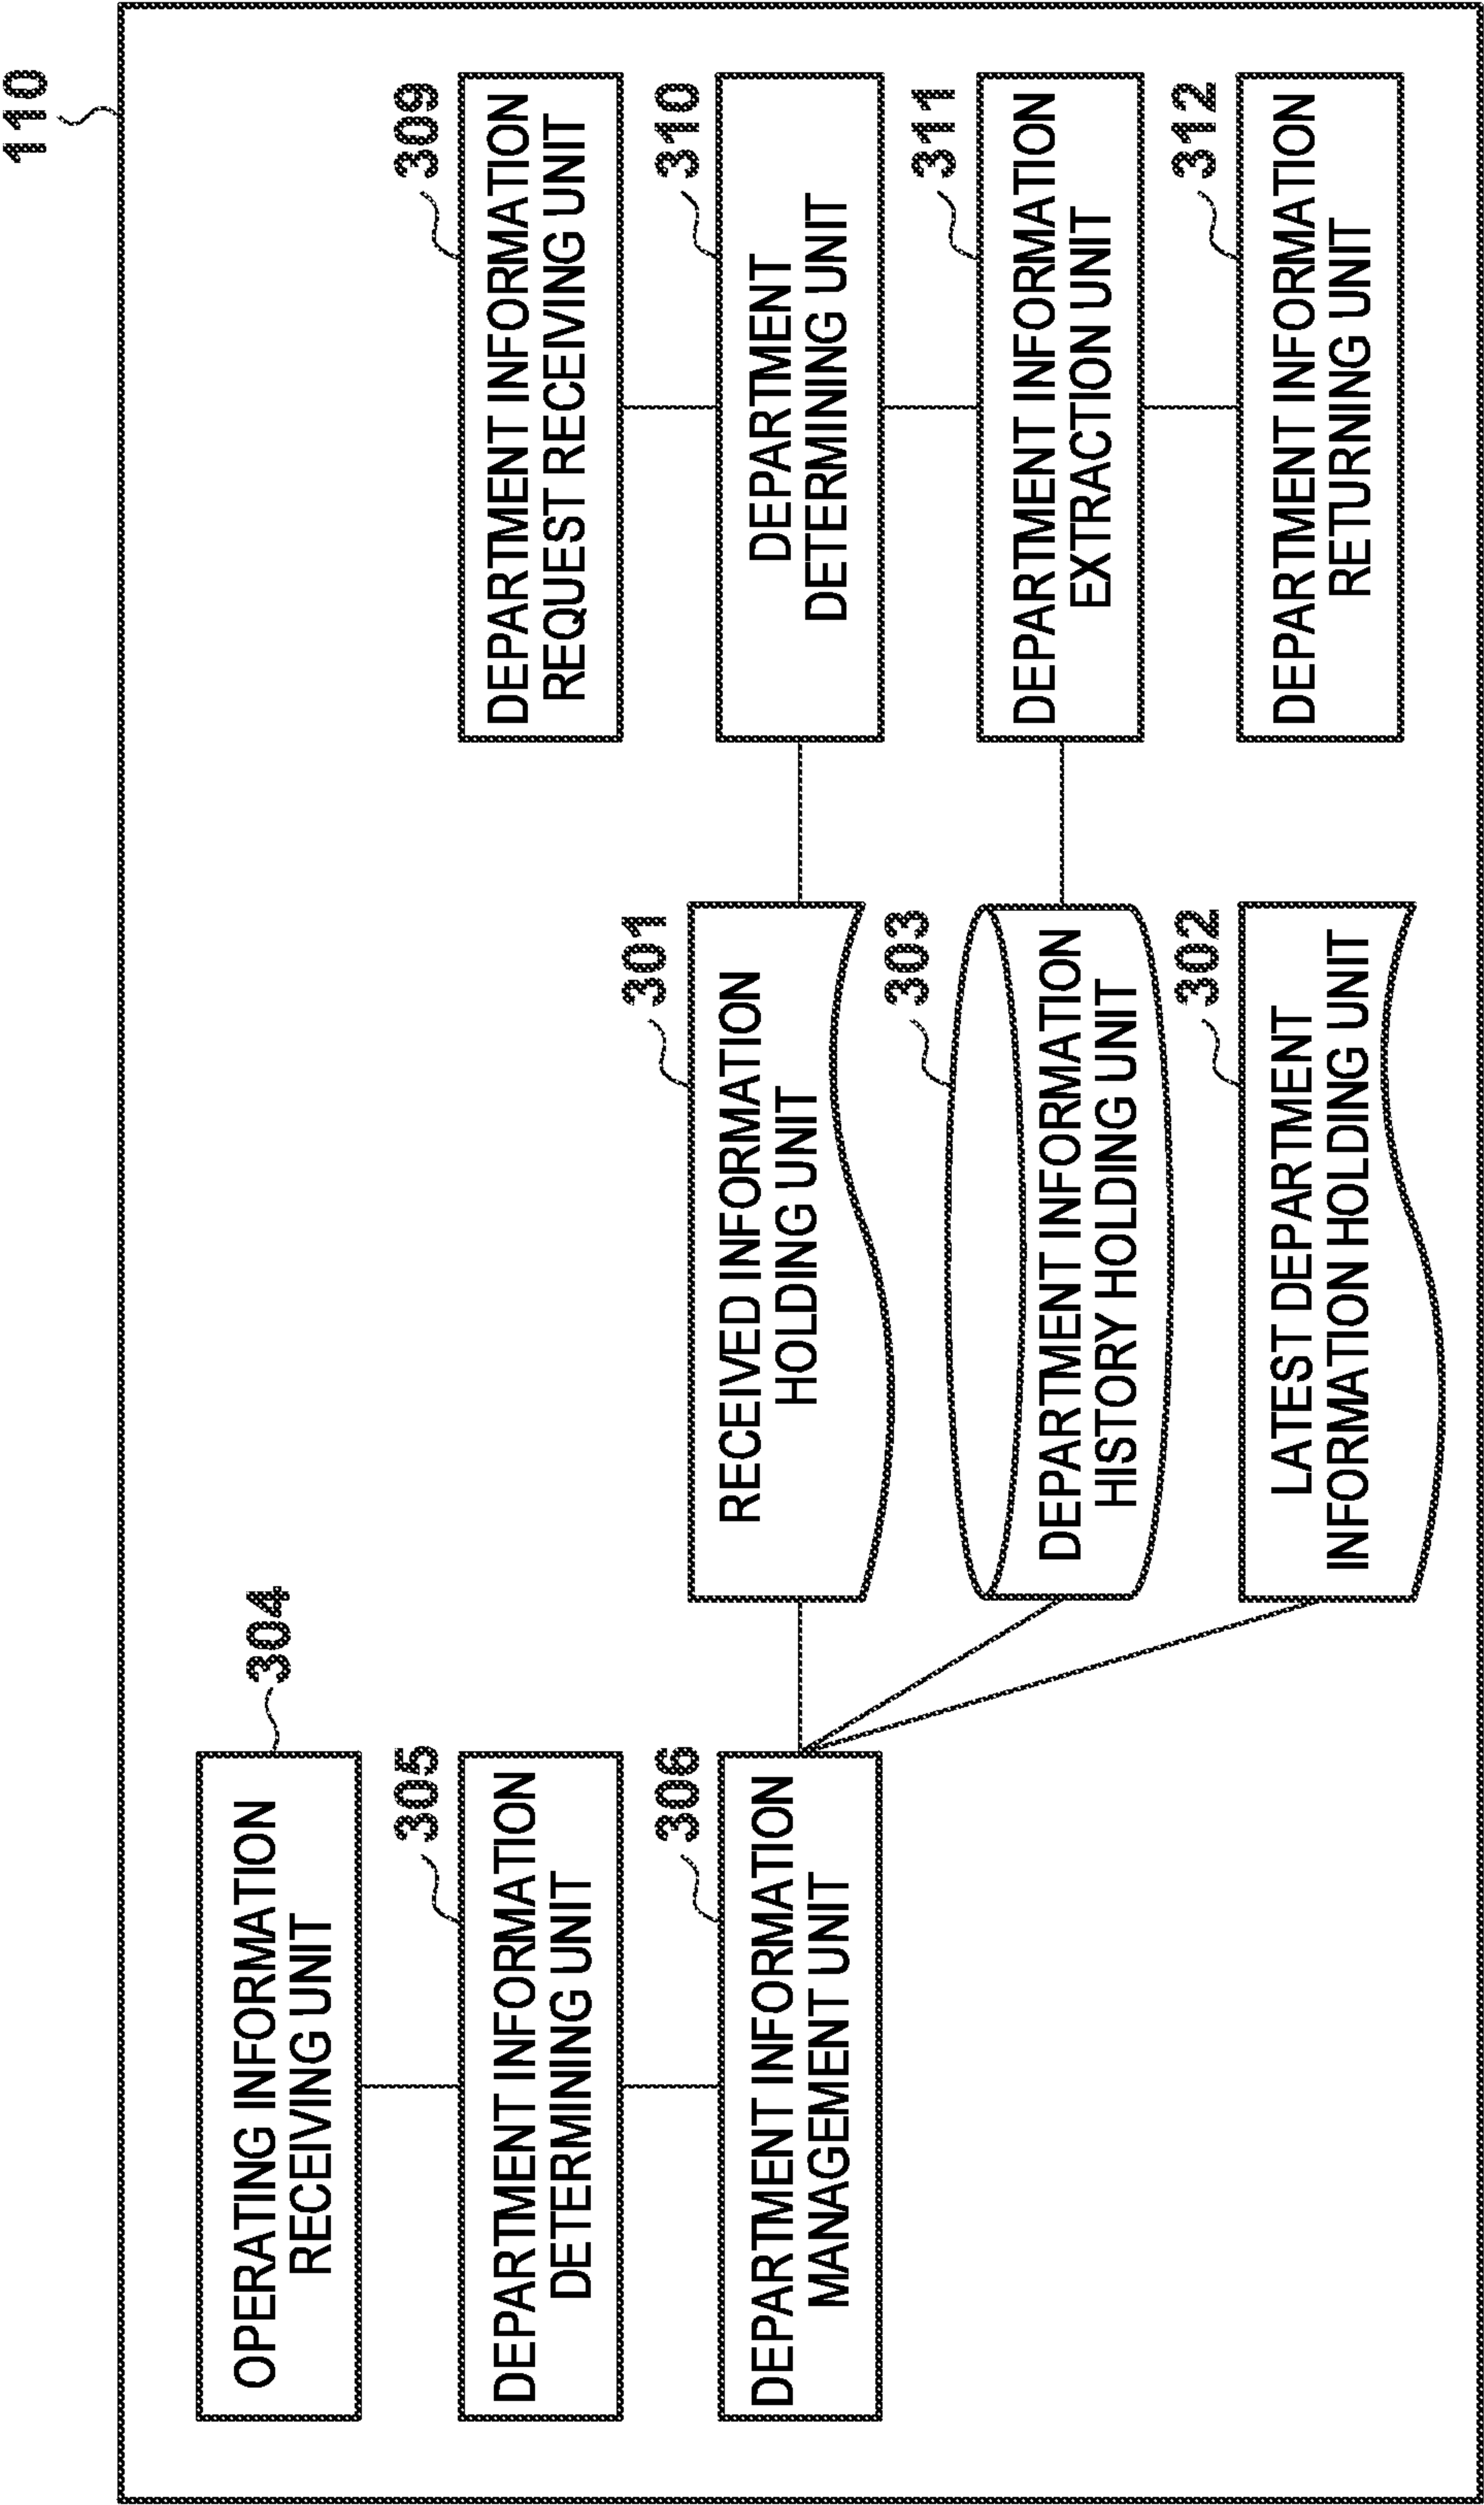 110
304
OPERATING INFORMATION
RECEIVING UNIT
305
DEPARTMENT INFORMATION
DETERMINING UNIT
306
DEPARTMENT INFORMATION
MANAGEMENT UNIT
301
RECEIVED INFORMATION
HOLDING UNIT
303
DEPARTMENT INFORMATION
HISTORY HOLDING UNIT
302
LATEST DEPARTMENT
INFORMATION HOLDING UNIT
309
DEPARTMENT INFORMATION
REQUEST RECEIVING UNIT
310
DEPARTMENT
DETERMINING UNIT
311
DEPARTMENT INFORMATION
EXTRACTION UNIT
312
DEPARTMENT INFORMATION
RETURNING UNIT